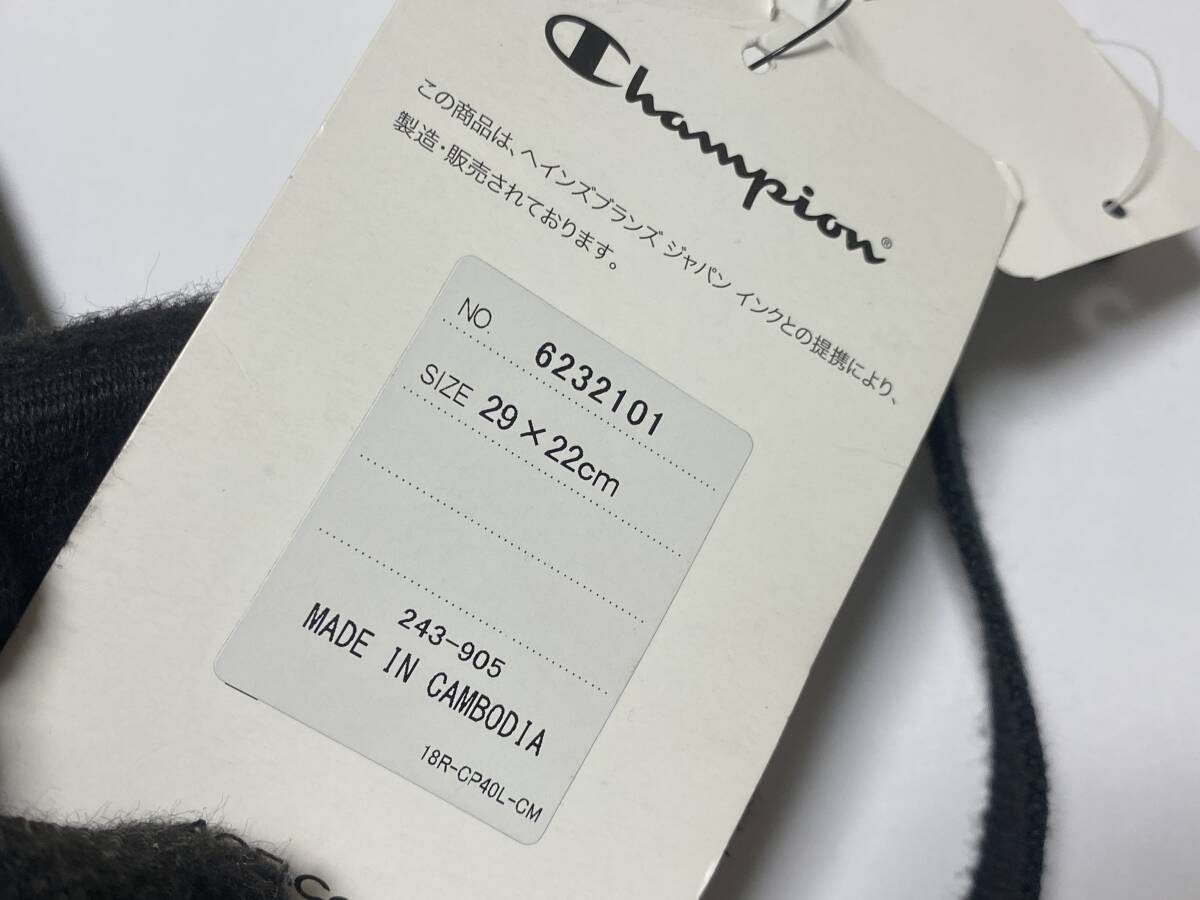 Champion®
この商品は、ヘインズブランズ ジャパン インクとの提携により、
製造・販売されております。
NO. 6232101
SIZE 29×22cm
243-905
MADE IN CAMBODIA
18R-CP40L-CM